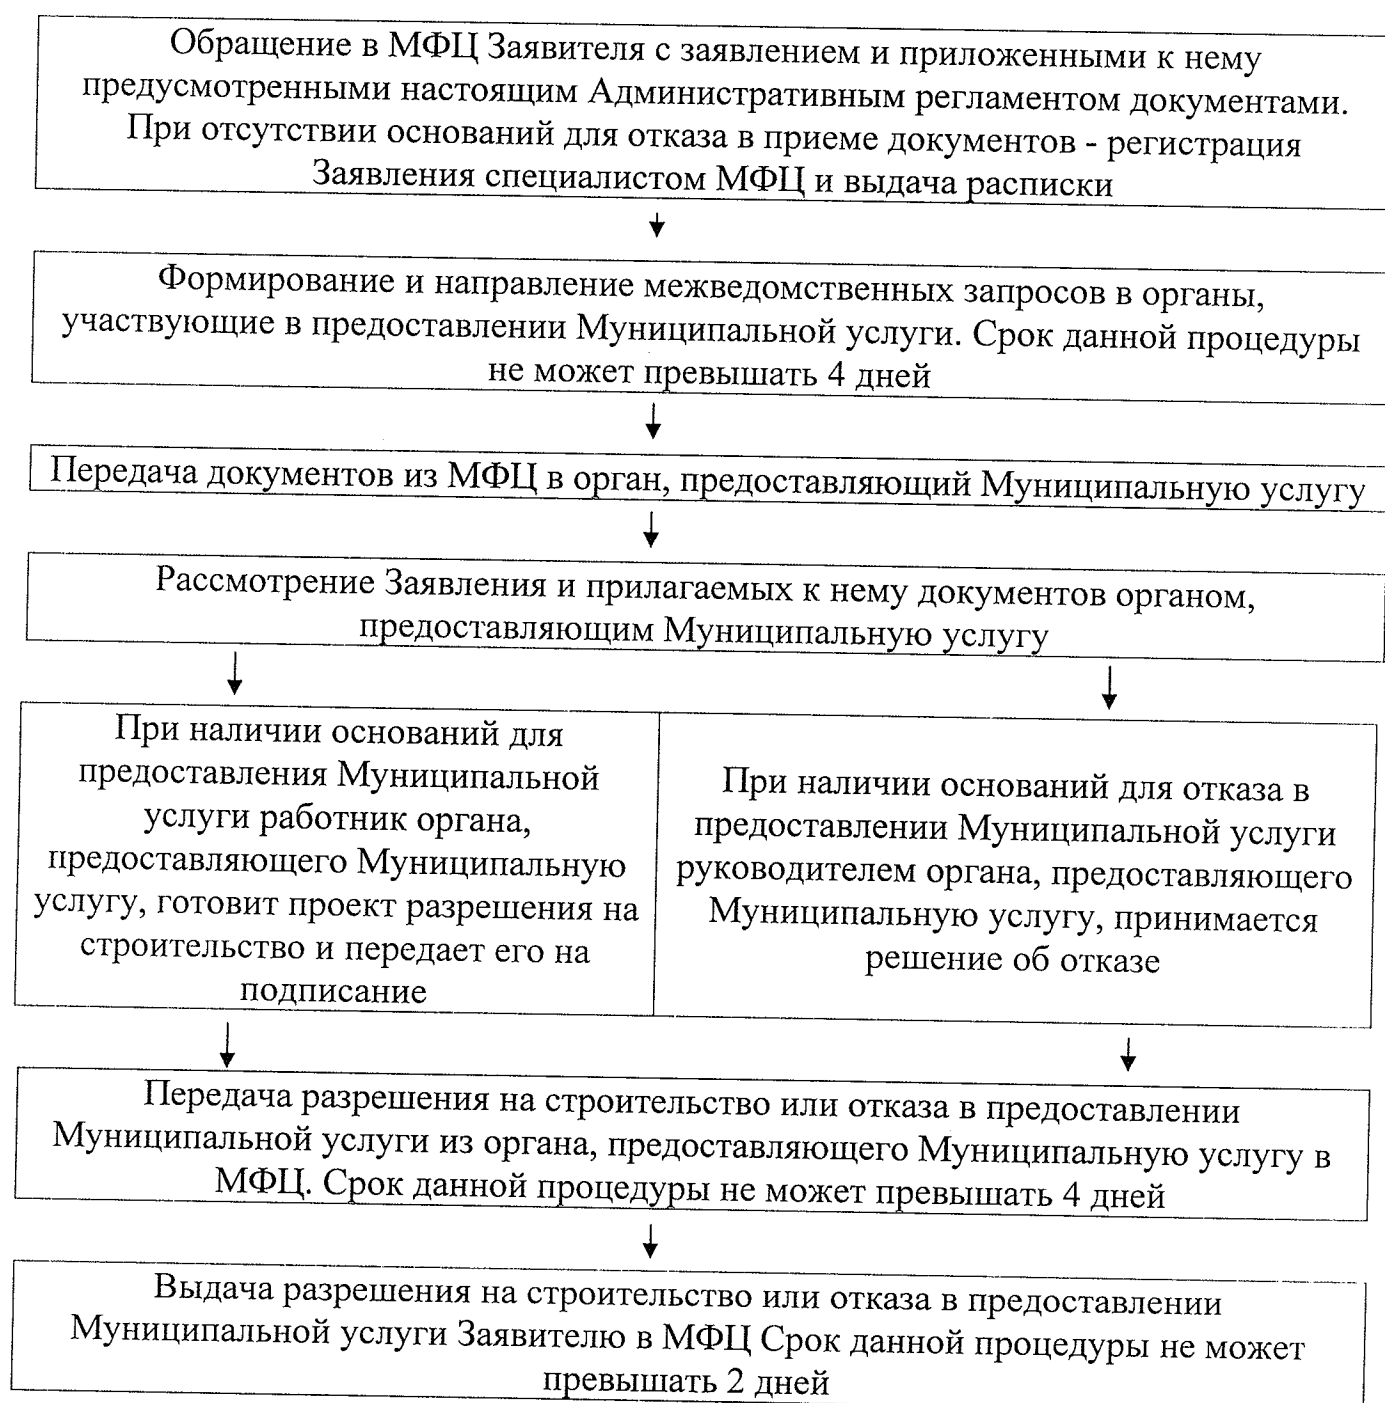 Обращение в МФЦ Заявителя с заявлением и приложенными к нему
предусмотренными настоящим Административным регламентом документами.
При отсутствии оснований для отказа в приеме документов - регистрация
Заявления специалистом МФЦ и выдача расписки
Формирование и направление межведомственных запросов в органы,
участвующие в предоставлении Муниципальной услуги. Срок данной процедуры
не может превышать 4 дней
Передача документов из МФЦ в орган, предоставляющий Муниципальную услугу
Рассмотрение Заявления и прилагаемых к нему документов органом,
предоставляющим Муниципальную услугу
При наличии оснований для
предоставления Муниципальной
услуги работник органа,
предоставляющего Муниципальную
услугу, готовит проект разрешения на
строительство и передает его на
подписание
При наличии оснований для отказа в
предоставлении Муниципальной услуги
руководителем органа, предоставляющего
Муниципальную услугу, принимается
решение об отказе
Передача разрешения на строительство или отказа в предоставлении
Муниципальной услуги из органа, предоставляющего Муниципальную услугу в
МФЦ. Срок данной процедуры не может превышать 4 дней
Выдача разрешения на строительство или отказа в предоставлении
Муниципальной услуги Заявителю в МФЦ Срок данной процедуры не может
превышать 2 дней